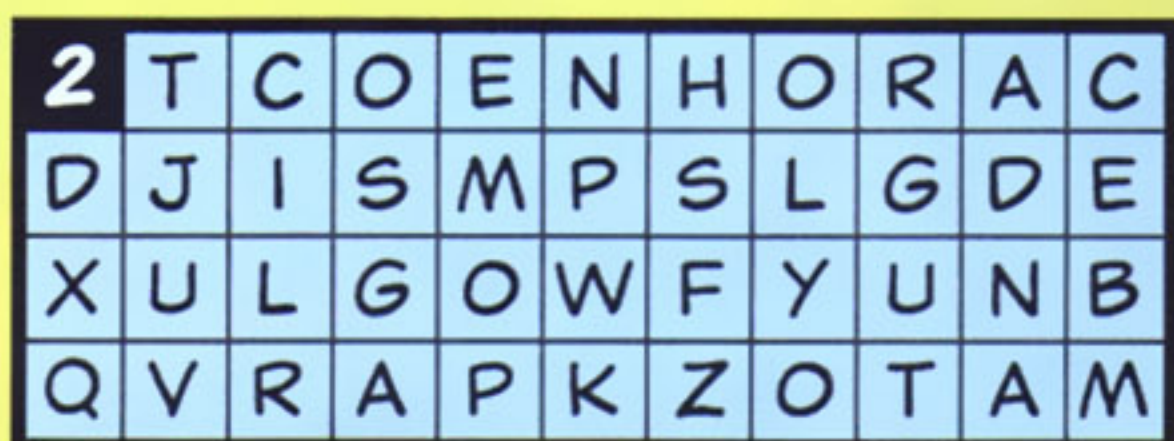 2 T C O E N H O R A C
D J I S M P S L G D E
X U L G O W F Y U N B
Q V R A P K Z O T A M